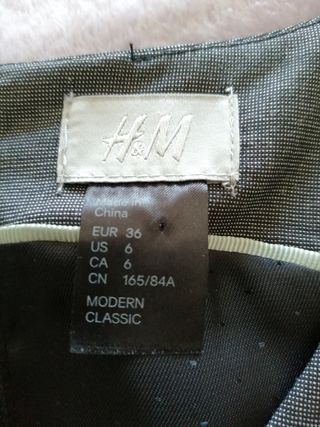 H&M
Made in
China
EUR 36
US 6
CA 6
CN 165/84A
MODERN
CLASSIC